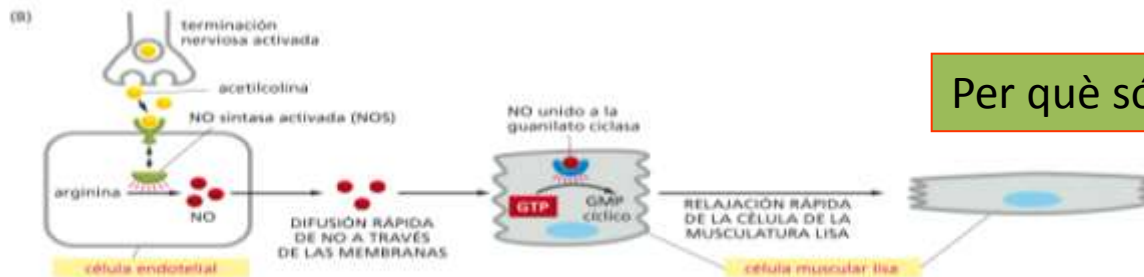 (B)
terminación
nerviosa activada
acetilcolina
NO sintasa activada (NOS)
arginina
NO
célula endotelial
DIFUSIÓN RÁPIDA
DE NO A TRAVÉS
DE LAS MEMBRANAS
NO unido a la
guanilato ciclasa
GTP
GMP
cíclico
RELAJACIÓN RÁPIDA
DE LA CÉLULA DE LA
MUSCULATURA LISA
célula muscular lisa
Per què só